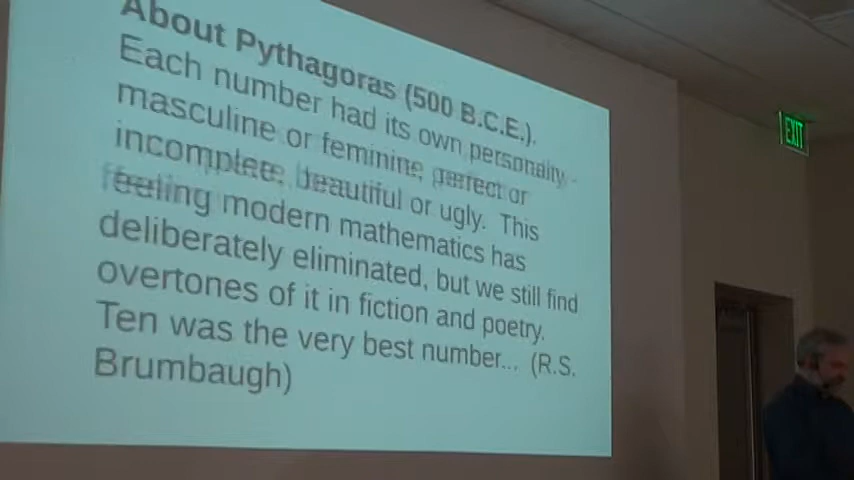 About Pythagoras (500 B.C.E.).
Each number had its own personality -
masculine or feminine, perfect or
incomplete, beautiful or ugly. This
feeling modern mathematics has
deliberately eliminated, but we still find
overtones of it in fiction and poetry.
Ten was the very best number... (R.S.
Brumbaugh)
EXIT